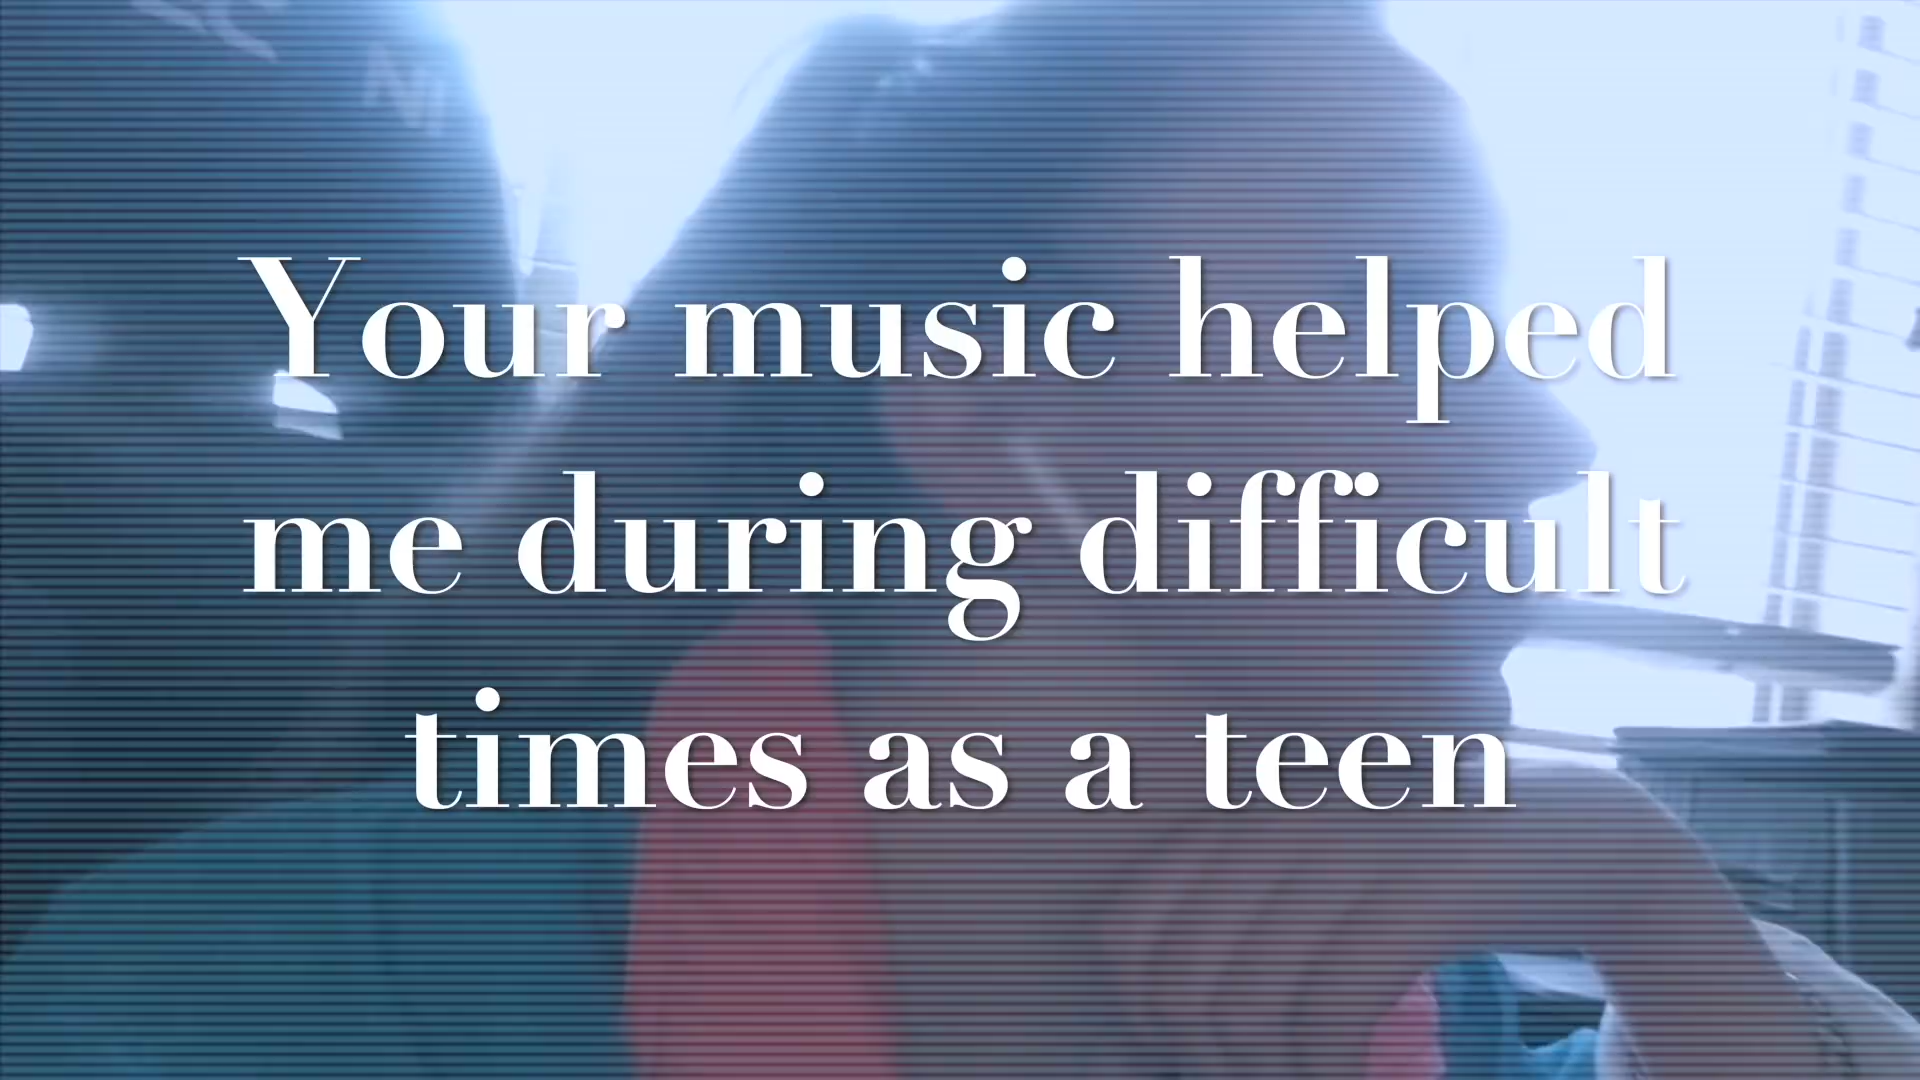 Your music helped
me during difficult
times as a teen